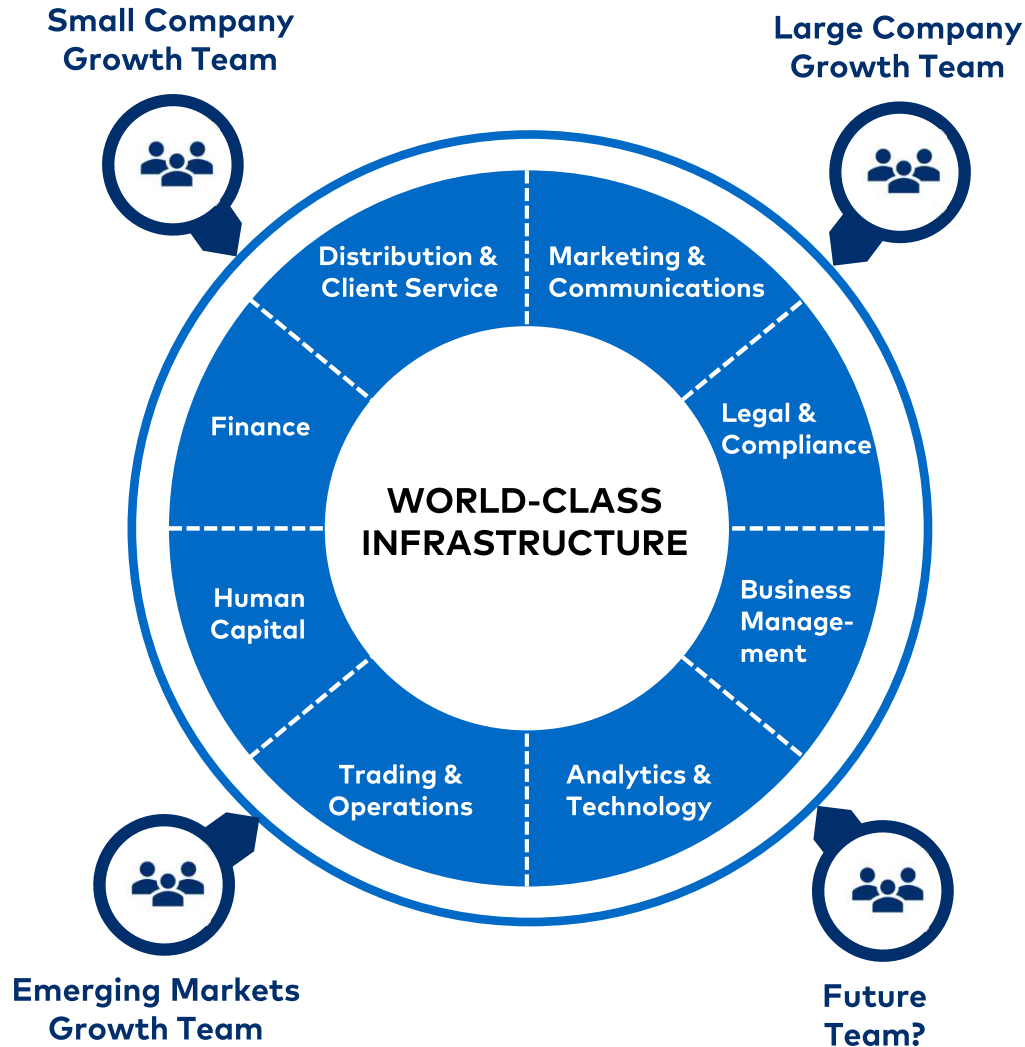 Small Company
Growth Team
Large Company
Growth Team
Distribution &
Client Service
Marketing &
Communications
Finance
Legal &
Compliance
WORLD-CLASS
INFRASTRUCTURE
Human
Capital
Business
Manage-
ment
Trading &
Operations
Analytics &
Technology
Emerging Markets
Growth Team
Future
Team?